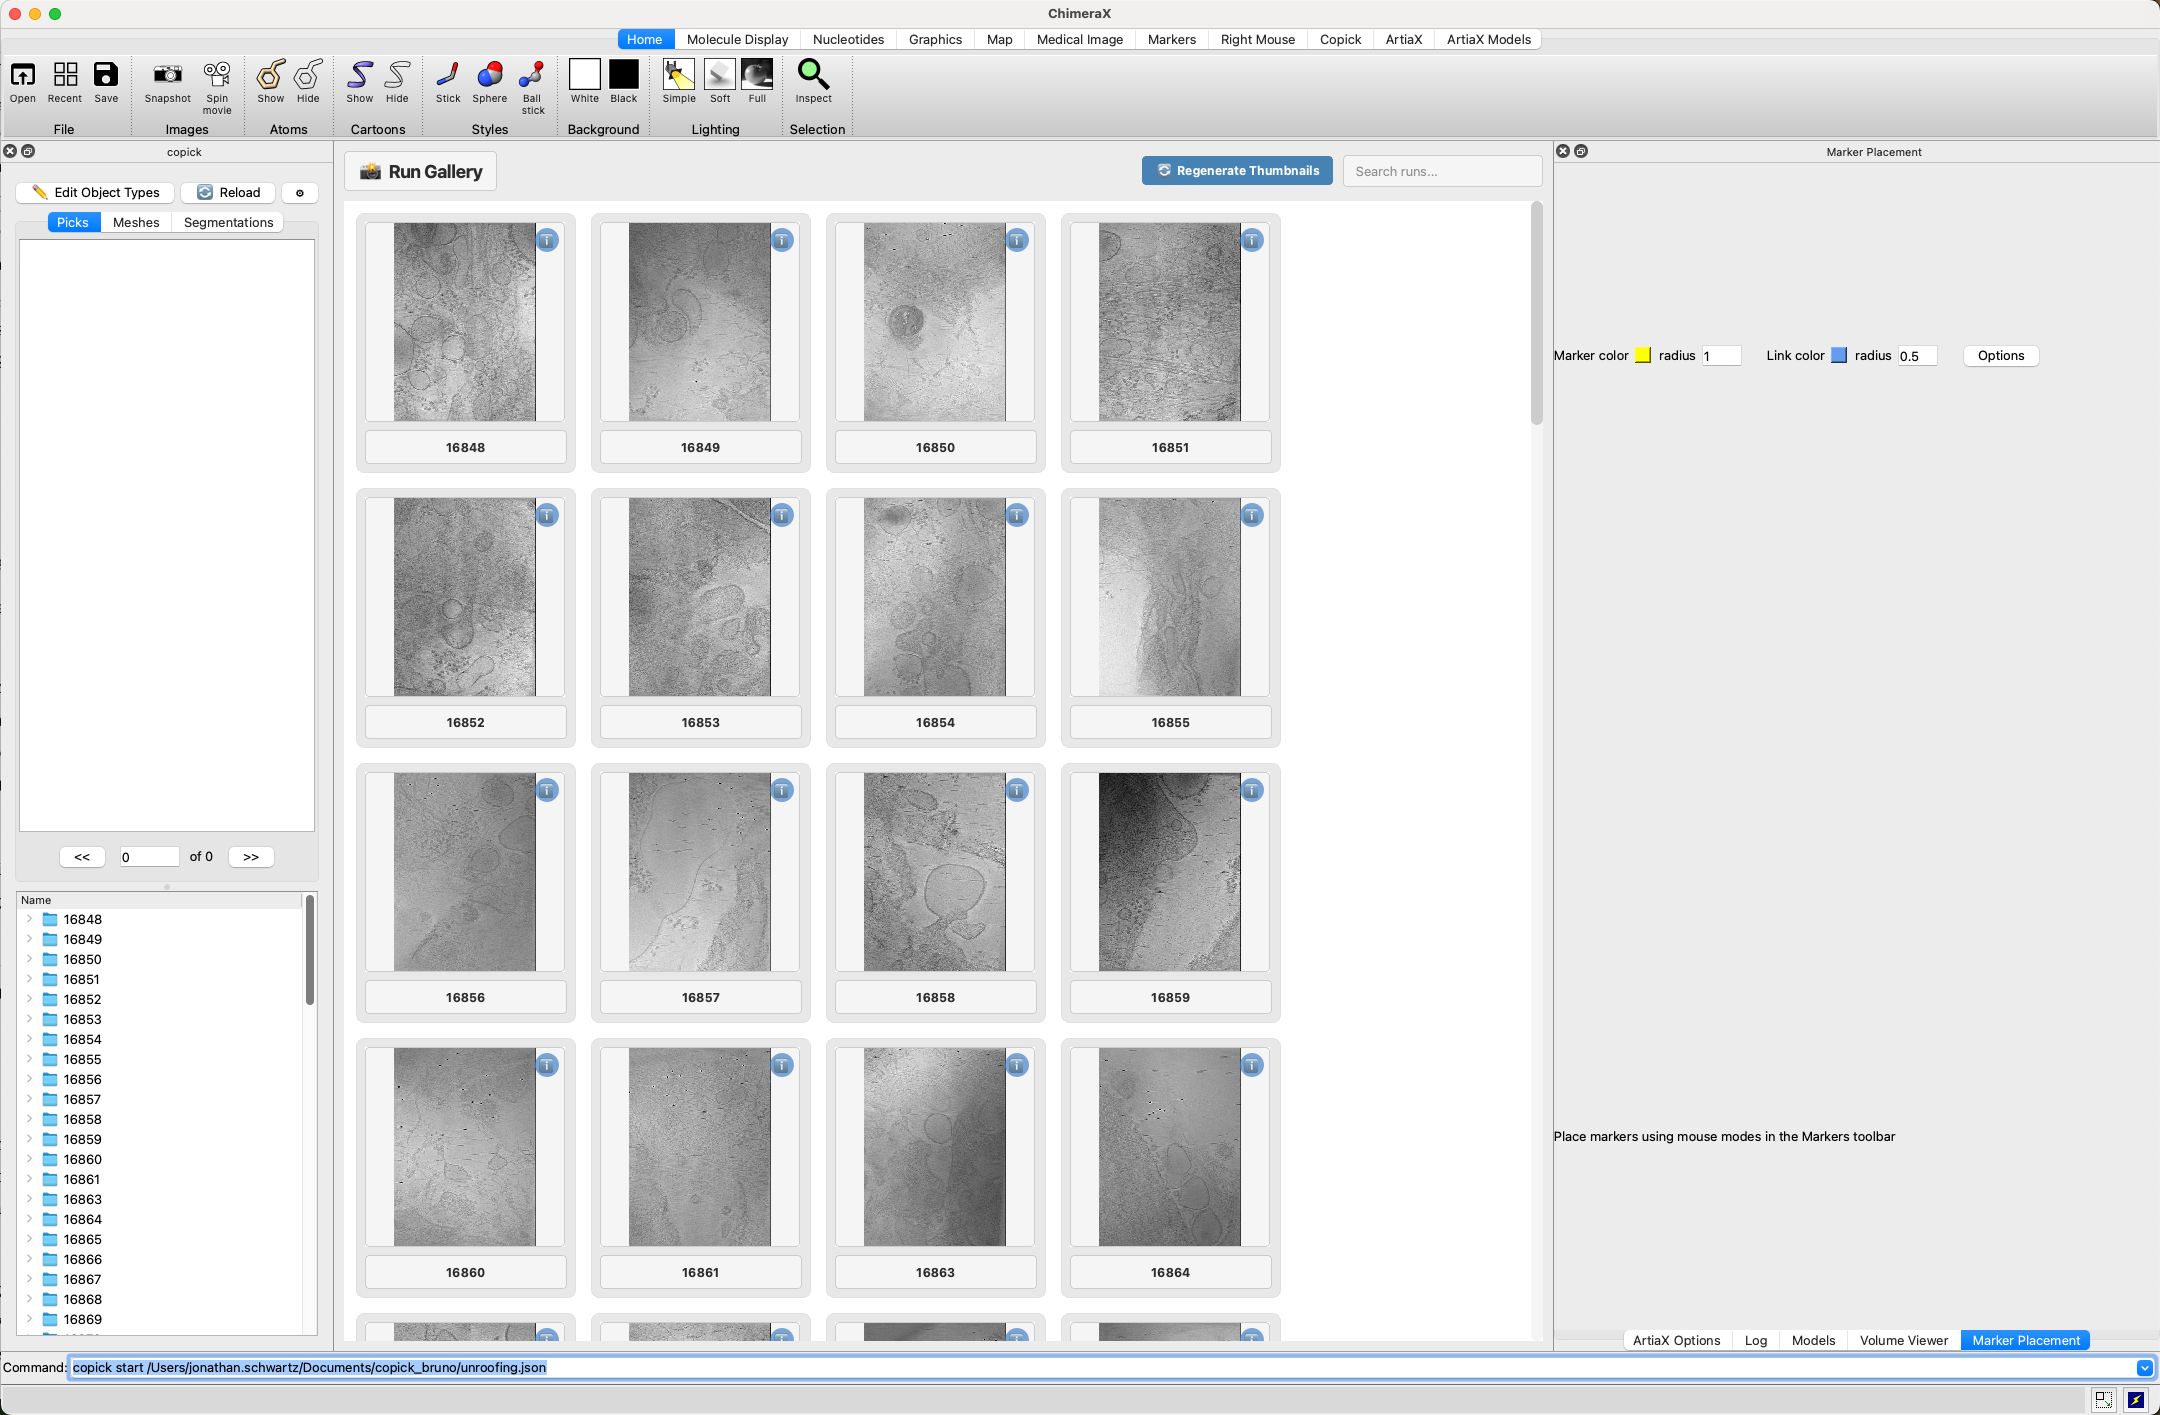 ChimeraX
Home Molecule Display Nucleotides Graphics Map Medical Image Markers Right Mouse Copick ArtiaX ArtiaX Models
Open Recent Save Snapshot Spin movie Show Hide Show Hide Stick Sphere Ball stick White Black Simple Soft Full Inspect
File Images Atoms Cartoons Styles Background Lighting Selection
copick
Edit Object Types Reload
Picks Meshes Segmentations
<< 0 of 0 >>
Name
16848
16849
16850
16851
16852
16853
16854
16855
16856
16857
16858
16859
16860
16861
16863
16864
16865
16866
16867
16868
16869
Run Gallery Regenerate Thumbnails Search runs...
16848 16849 16850 16851
16852 16853 16854 16855
16856 16857 16858 16859
16860 16861 16863 16864
Marker Placement
Marker color radius 1 Link color radius 0.5 Options
Place markers using mouse modes in the Markers toolbar
ArtiaX Options Log Models Volume Viewer Marker Placement
Command: copick start /Users/jonathan.schwartz/Documents/copick_bruno/unroofing.json